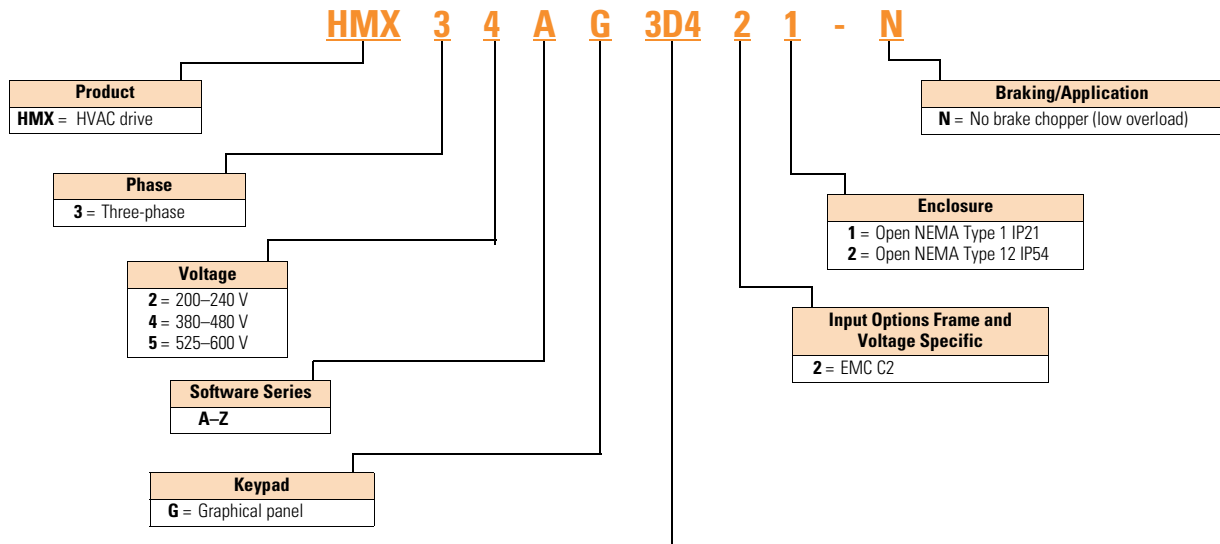 HMX 3 4 A G 3D4 2 1 - N
Product
HMX = HVAC drive
Phase
3 = Three-phase
Voltage
2 = 200–240 V
4 = 380–480 V
5 = 525–600 V
Software Series
A–Z
Keypad
G = Graphical panel
Braking/Application
N = No brake chopper (low overload)
Enclosure
1 = Open NEMA Type 1 IP21
2 = Open NEMA Type 12 IP54
Input Options Frame and
Voltage Specific
2 = EMC C2